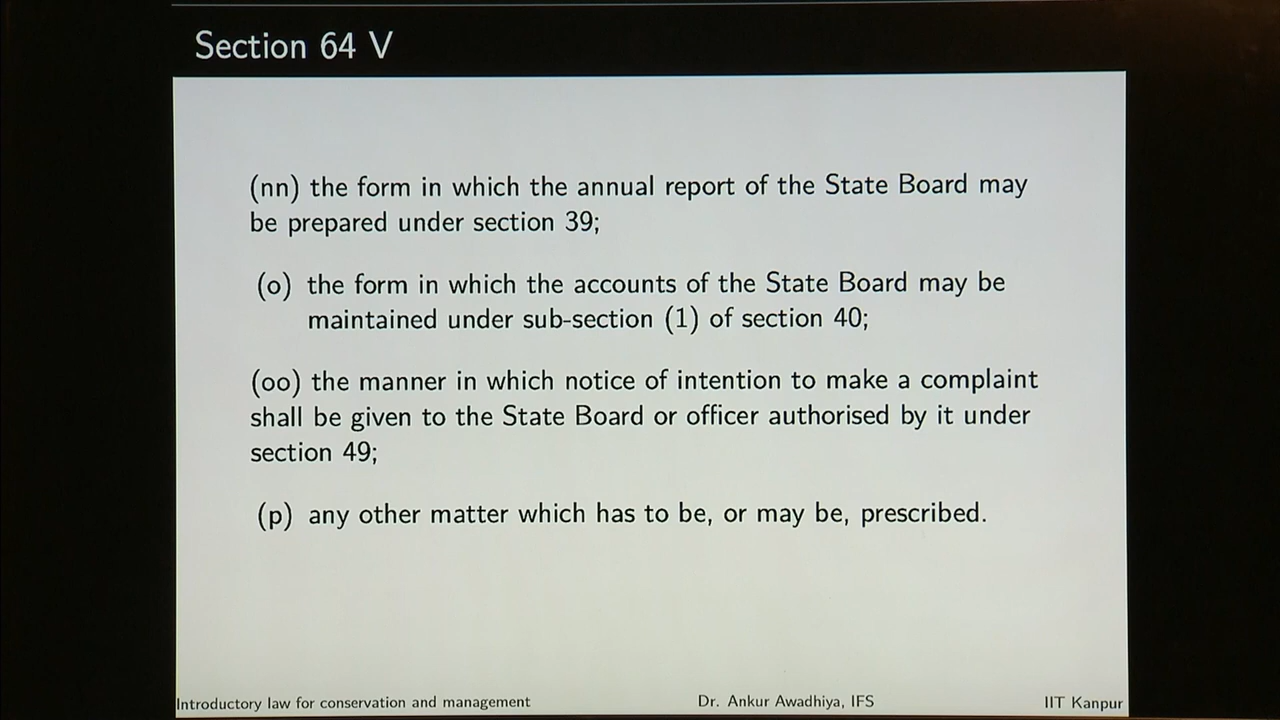 Section 64 V
(nn) the form in which the annual report of the State Board may
be prepared under section 39;
(o) the form in which the accounts of the State Board may be
maintained under sub-section (1) of section 40;
(oo) the manner in which notice of intention to make a complaint
shall be given to the State Board or officer authorised by it under
section 49;
(p) any other matter which has to be, or may be, prescribed.
Introductory law for conservation and management Dr. Ankur Awadhiya, IFS IIT Kanpur